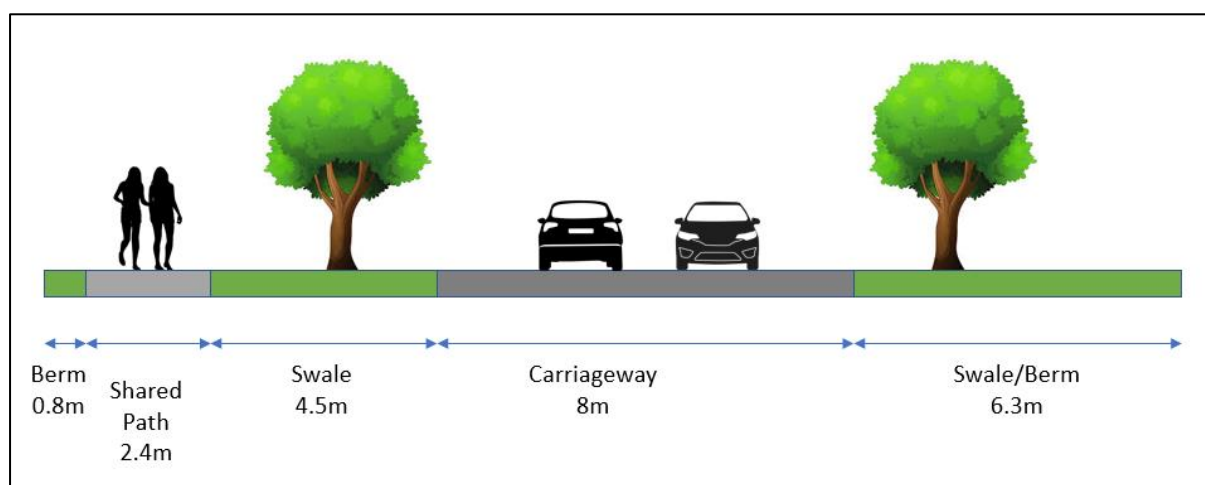 Berm
0.8m
Shared
Path
2.4m
Swale
4.5m
Carriageway
8m
Swale/Berm
6.3m